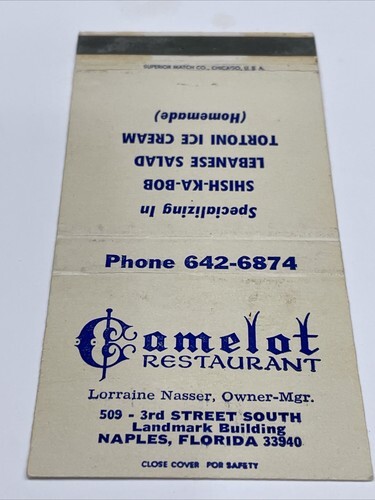 SUPERIOR MATCH CO., CHICAGO, U. S. A.
Specializing In
SHISH-KA-BOB
LEBANESE SALAD
TORTONI ICE CREAM
(Homemade)
Phone 642-6874
Camelot
RESTAURANT
Lorraine Nasser, Owner-Mgr.
509 - 3rd STREET SOUTH
Landmark Building
NAPLES, FLORIDA 33940
CLOSE COVER FOR SAFETY